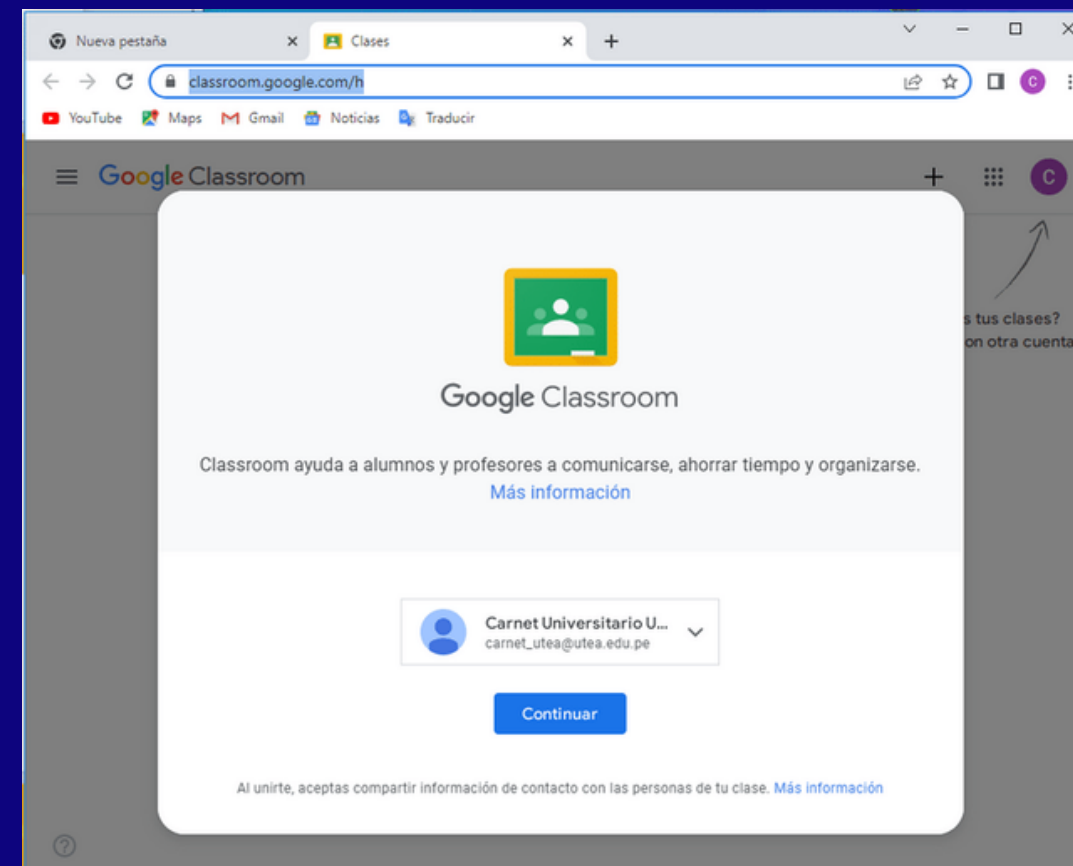 Nueva pestaña
Clases
classroom.google.com/h
C
YouTube Maps Gmail Noticias Traducir
Google Classroom
C
s tus clases?
on otra cuenta
Google Classroom
Classroom ayuda a alumnos y profesores a comunicarse, ahorrar tiempo y organizarse.
Más información
Carnet Universitario U...
carnet_utea@utea.edu.pe
Continuar
Al unirte, aceptas compartir información de contacto con las personas de tu clase. Más información